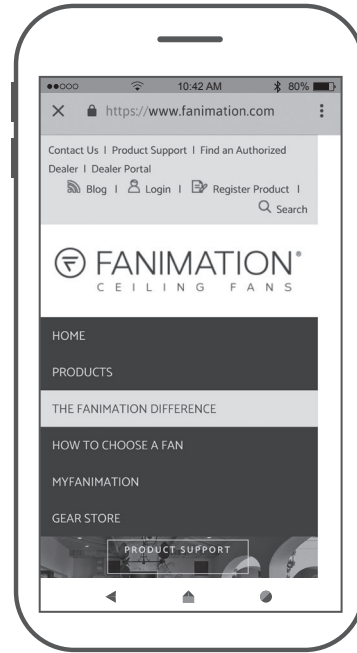 10:42 AM 80%
https://www.fanimation.com
Contact Us | Product Support | Find an Authorized
Dealer | Dealer Portal
Blog | Login | Register Product |
Search
FANIMATION®
CEILING FANS
HOME
PRODUCTS
THE FANIMATION DIFFERENCE
HOW TO CHOOSE A FAN
MYFANIMATION
GEAR STORE
PRODUCT SUPPORT